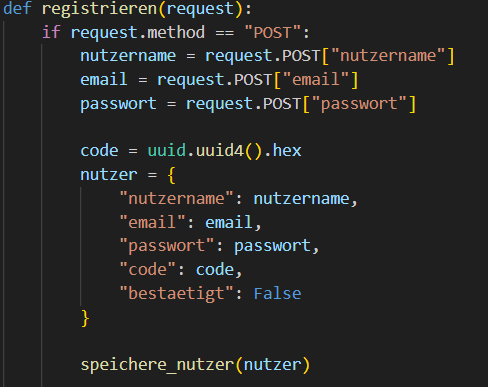 def registrieren(request):
    if request.method == "POST":
        nutzername = request.POST["nutzername"]
        email = request.POST["email"]
        passwort = request.POST["passwort"]

        code = uuid.uuid4().hex
        nutzer = {
            "nutzername": nutzername,
            "email": email,
            "passwort": passwort,
            "code": code,
            "bestaetigt": False
        }

        speichere_nutzer(nutzer)